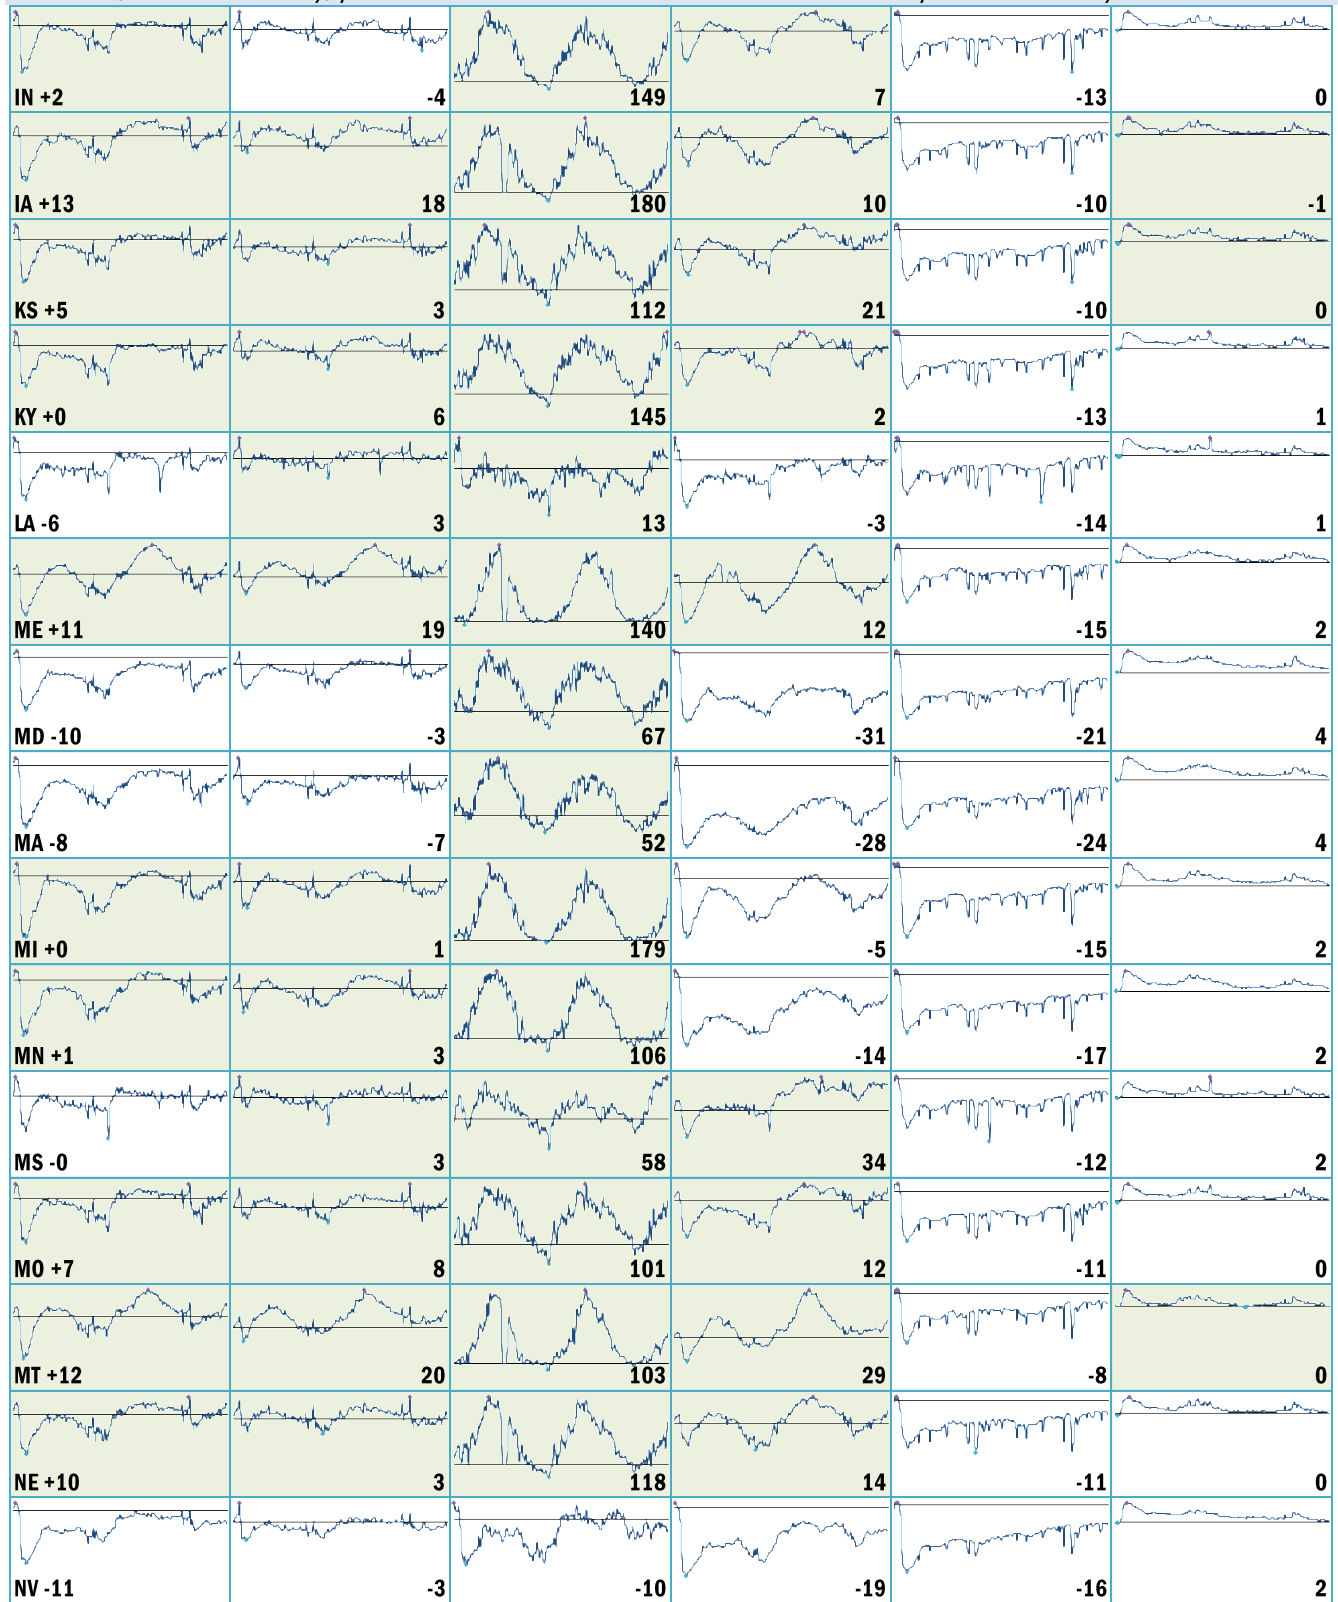 IN +2 -4 149 7 -13 0
IA +13 18 180 10 -10 -1
KS +5 3 112 21 -10 0
KY +0 6 145 2 -13 1
LA -6 3 13 -3 -14 1
ME +11 19 140 12 -15 2
MD -10 -3 67 -31 -21 4
MA -8 -7 52 -28 -24 4
MI +0 1 179 -5 -15 2
MN +1 3 106 -14 -17 2
MS -0 3 58 34 -12 2
MO +7 8 101 12 -11 0
MT +12 20 103 29 -8 0
NE +10 3 118 14 -11 0
NV -11 -3 -10 -19 -16 2